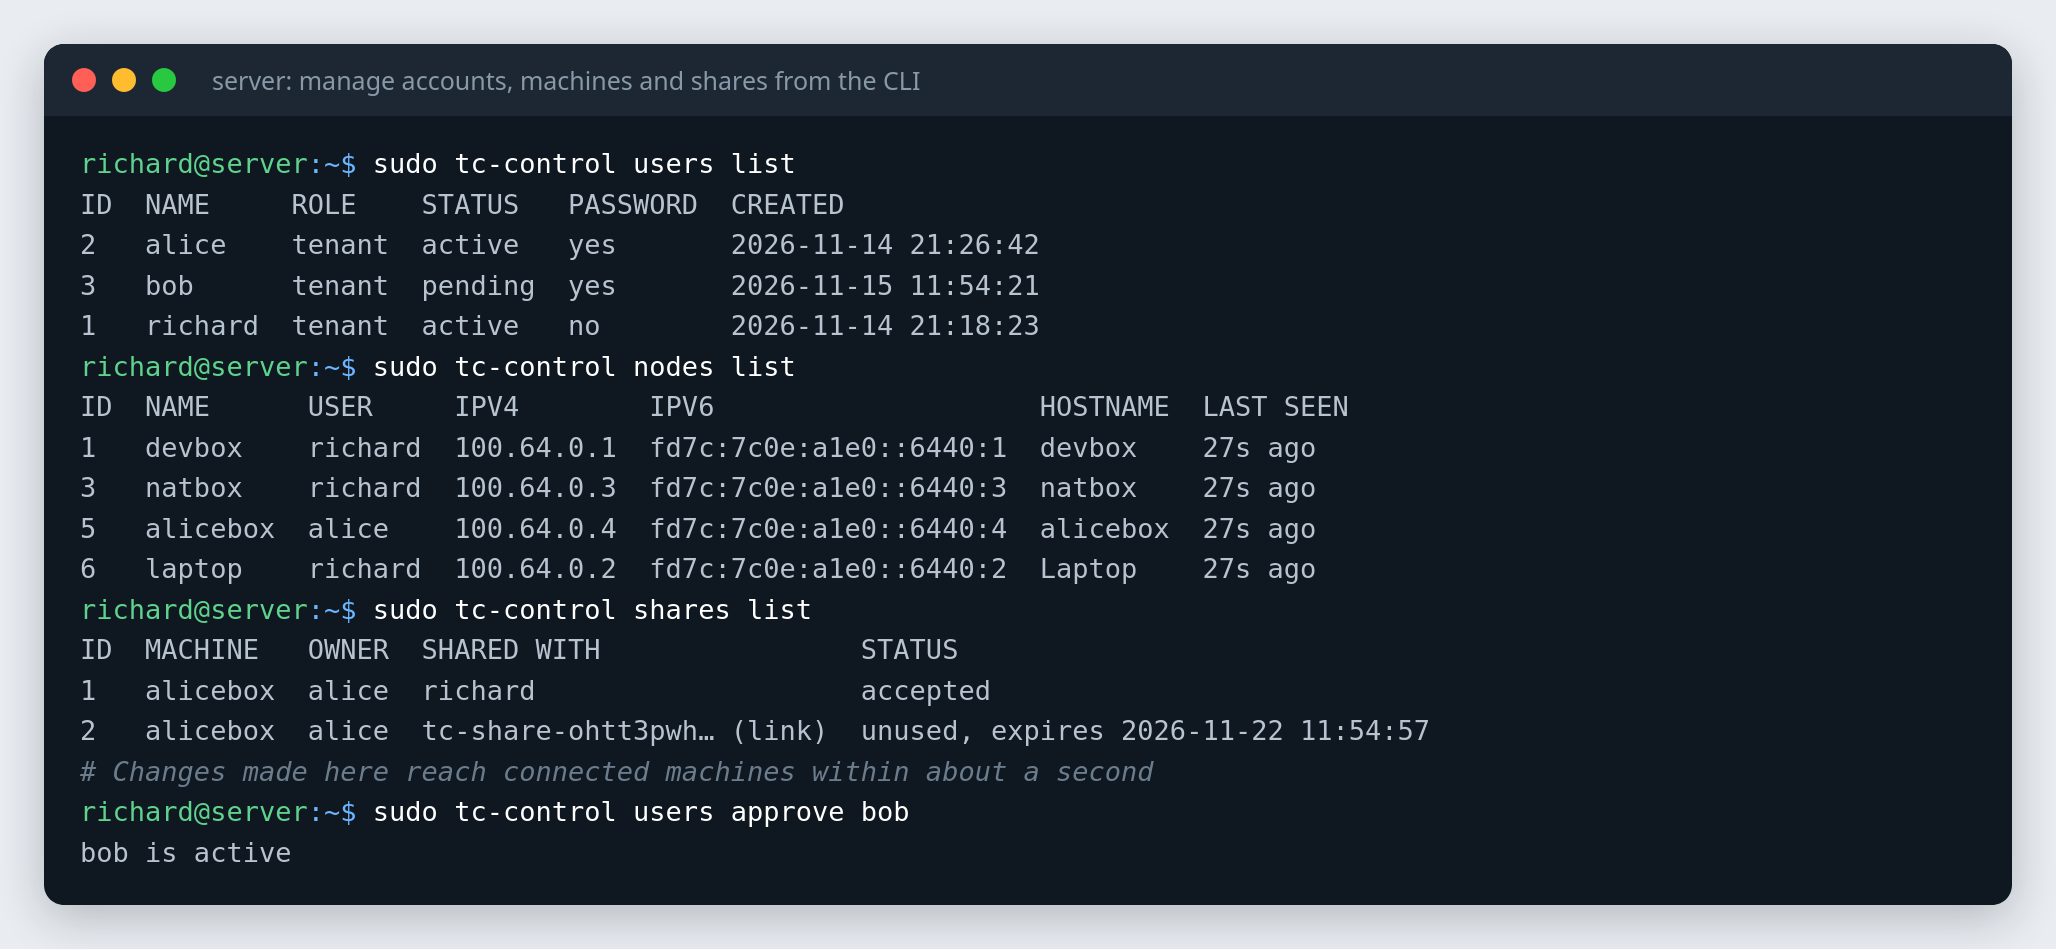 server: manage accounts, machines and shares from the CLI
richard@server:~$ sudo tc-control users list
ID  NAME     ROLE    STATUS   PASSWORD  CREATED
2   alice    tenant  active   yes       2026-11-14 21:26:42
3   bob      tenant  pending  yes       2026-11-15 11:54:21
1   richard  tenant  active   no        2026-11-14 21:18:23
richard@server:~$ sudo tc-control nodes list
ID  NAME      USER     IPV4        IPV6                    HOSTNAME  LAST SEEN
1   devbox    richard  100.64.0.1  fd7c:7c0e:a1e0::6440:1  devbox    27s ago
3   natbox    richard  100.64.0.3  fd7c:7c0e:a1e0::6440:3  natbox    27s ago
5   alicebox  alice    100.64.0.4  fd7c:7c0e:a1e0::6440:4  alicebox  27s ago
6   laptop    richard  100.64.0.2  fd7c:7c0e:a1e0::6440:2  Laptop    27s ago
richard@server:~$ sudo tc-control shares list
ID  MACHINE   OWNER  SHARED WITH                STATUS
1   alicebox  alice  richard                    accepted
2   alicebox  alice  tc-share-ohtt3pwh… (link)  unused, expires 2026-11-22 11:54:57
# Changes made here reach connected machines within about a second
richard@server:~$ sudo tc-control users approve bob
bob is active